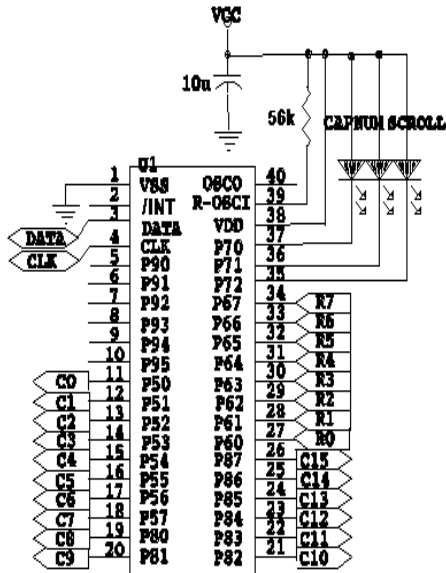 VCC
10u
56k
CAPNUM SCROLL
U1
1 VSS OSCO 40
2 /INT R-OSCI 39
3 DATA VDD 38
DATA
4 CLK P70 37
CLK
5 P90 P71 36
6 P91 P72 35
7 P92 P67 34 R7
8 P93 P66 33 R6
9 P94 P65 32 R5
10 P95 P64 31 R4
C0 11 P50 P63 30 R3
C1 12 P51 P62 29 R2
C2 13 P52 P61 28 R1
C3 14 P53 P60 27 R0
C4 15 P54 P87 26 C15
C5 16 P55 P86 25 C14
C6 17 P56 P85 24 C13
C7 18 P57 P84 23 C12
C8 19 P80 P83 22 C11
C9 20 P81 P82 21 C10